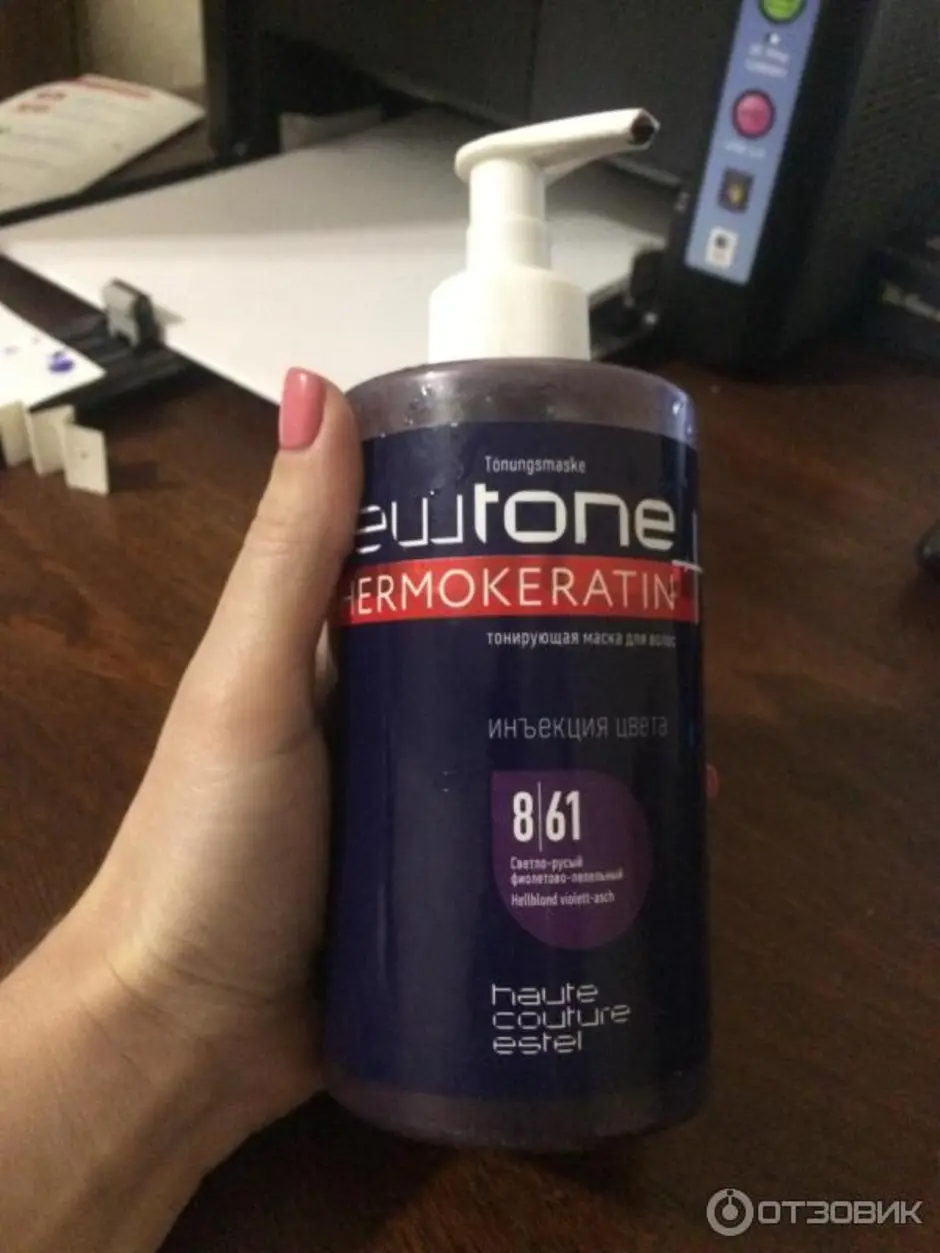 Tönungsmaske
ewtone
HERMOKERATIN
тонирующая маска для волос
инъекция цвета
8|61
Светло-русый
фиолетово-пепельный
Hellblond violett-asch
haute
couture
estel
ОТЗОВИК